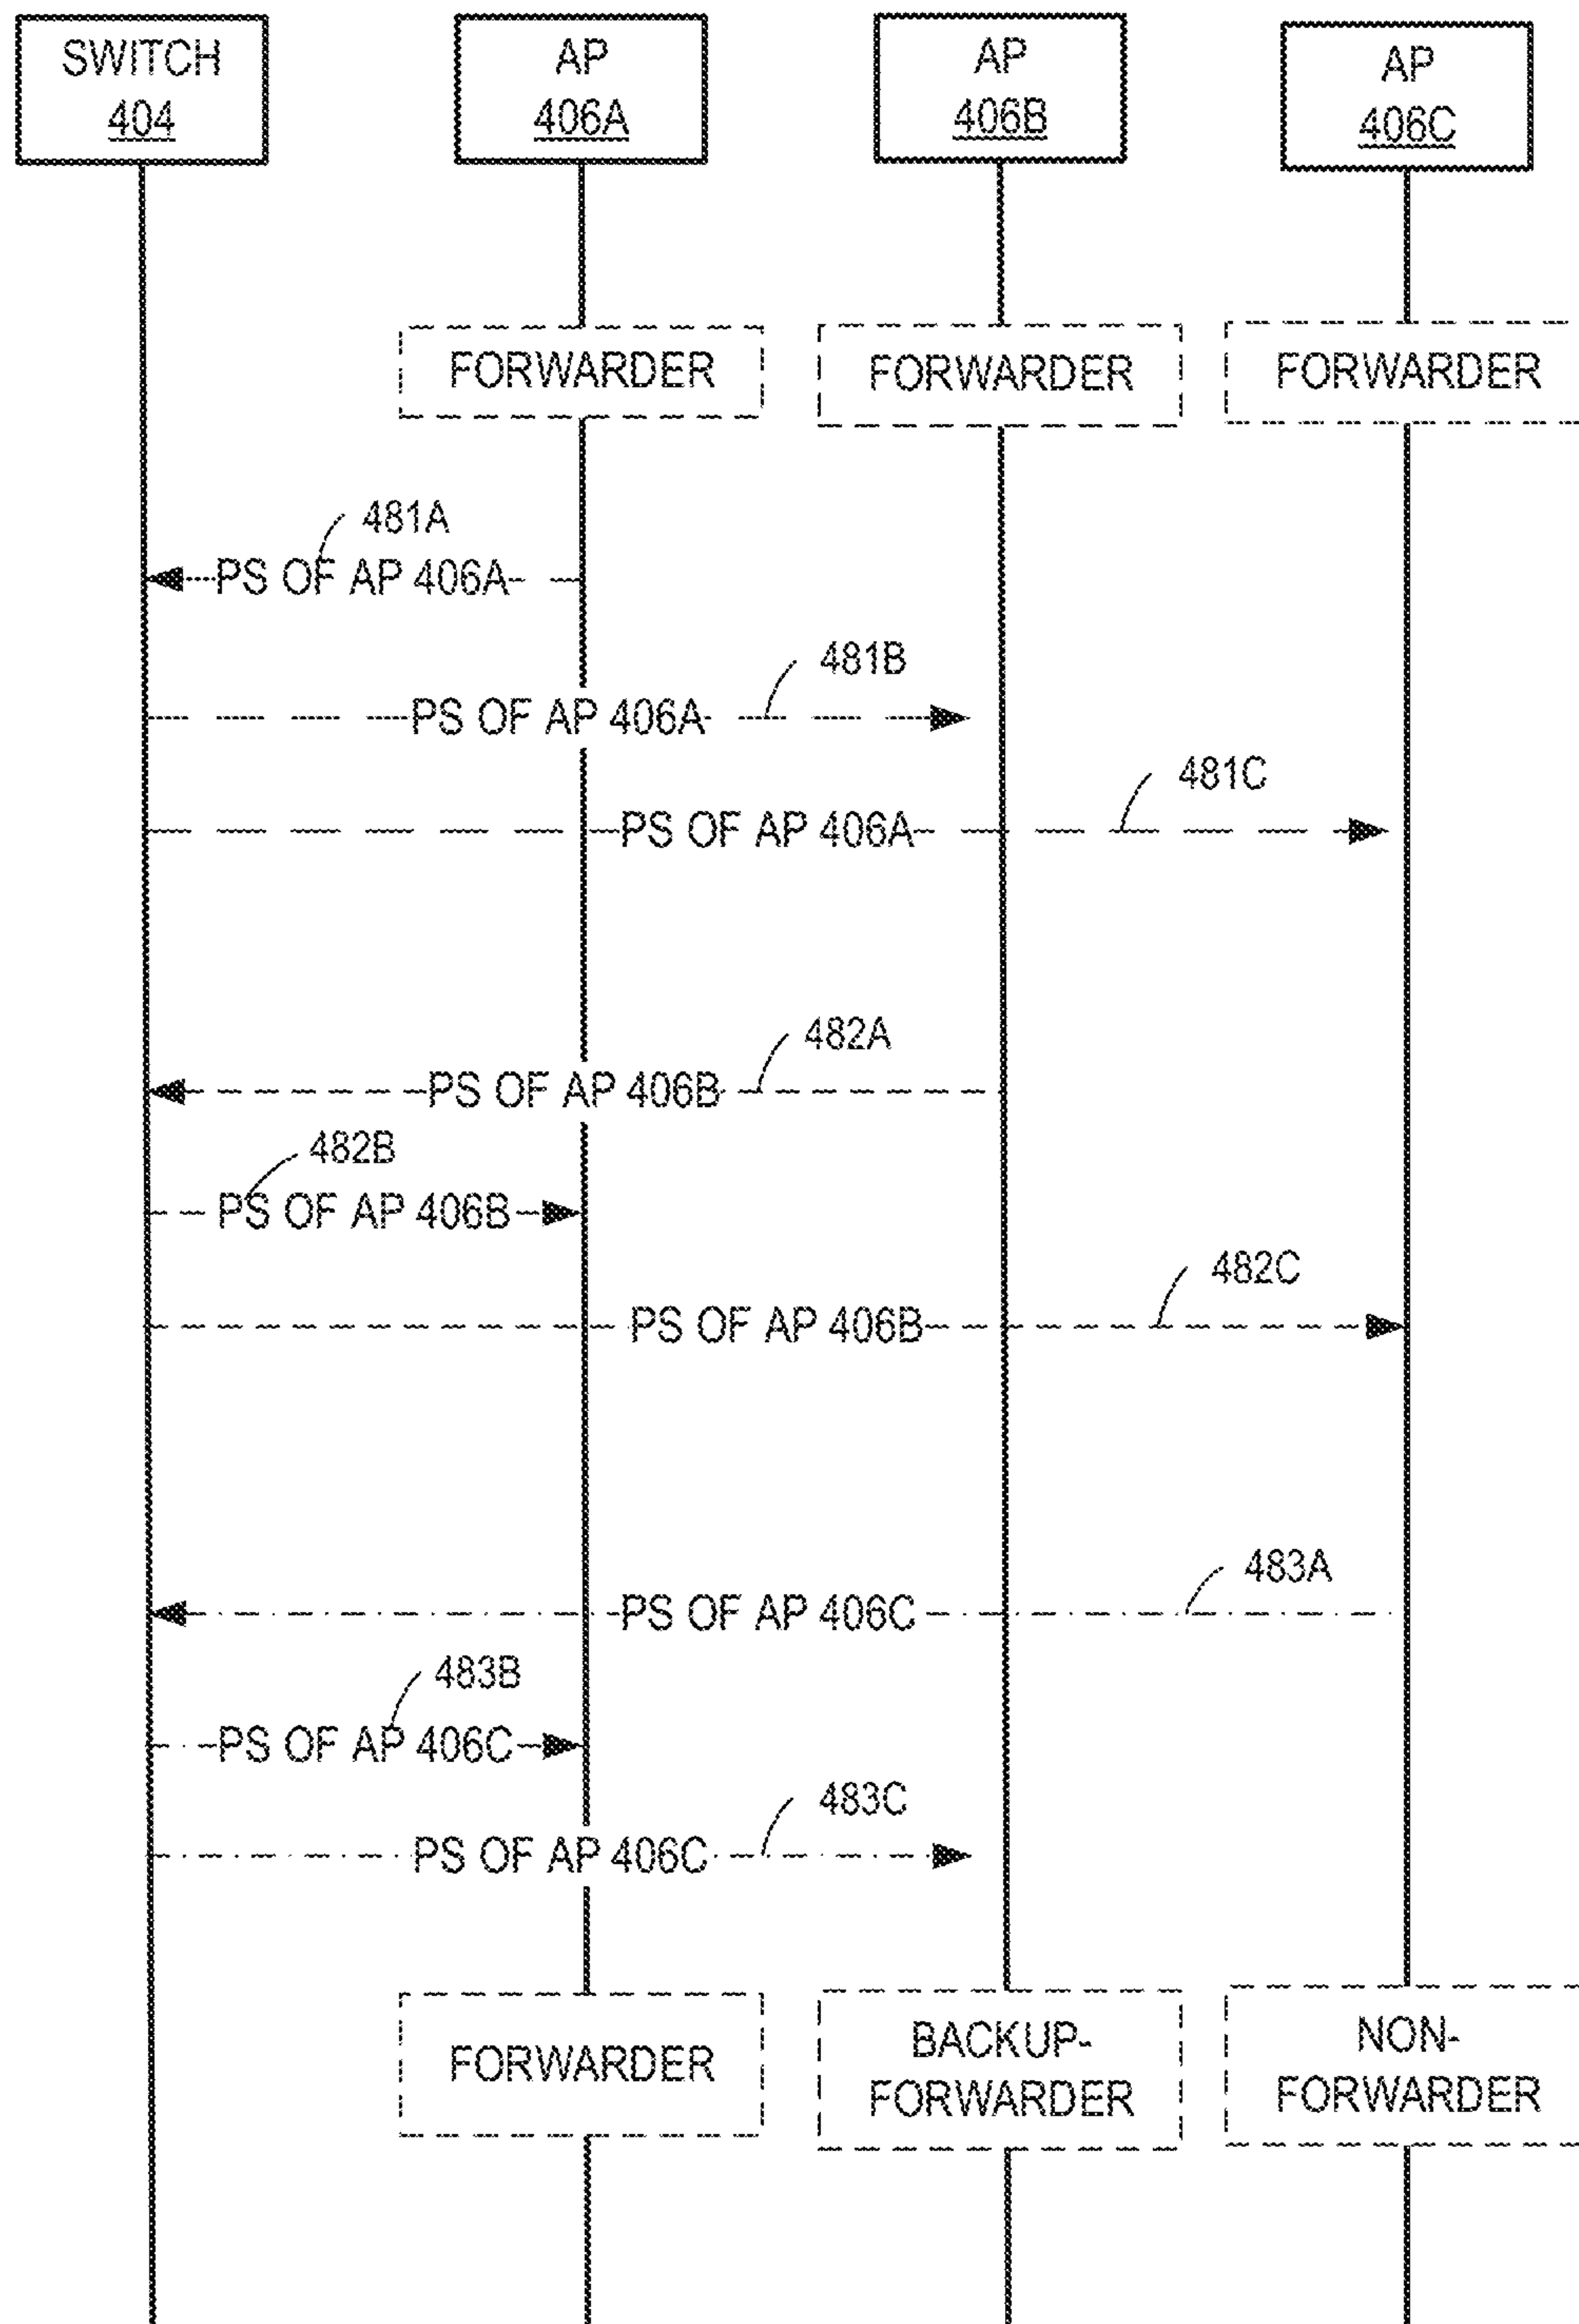 SWITCH
404
AP
406A
AP
406B
AP
406C
FORWARDER
FORWARDER
FORWARDER
481A
PS OF AP 406A
481B
PS OF AP 406A
481C
PS OF AP 406A
482A
PS OF AP 406B
482B
PS OF AP 406B
482C
PS OF AP 406B
483A
PS OF AP 406C
483B
PS OF AP 406C
483C
PS OF AP 406C
FORWARDER
BACKUP-
FORWARDER
NON-
FORWARDER